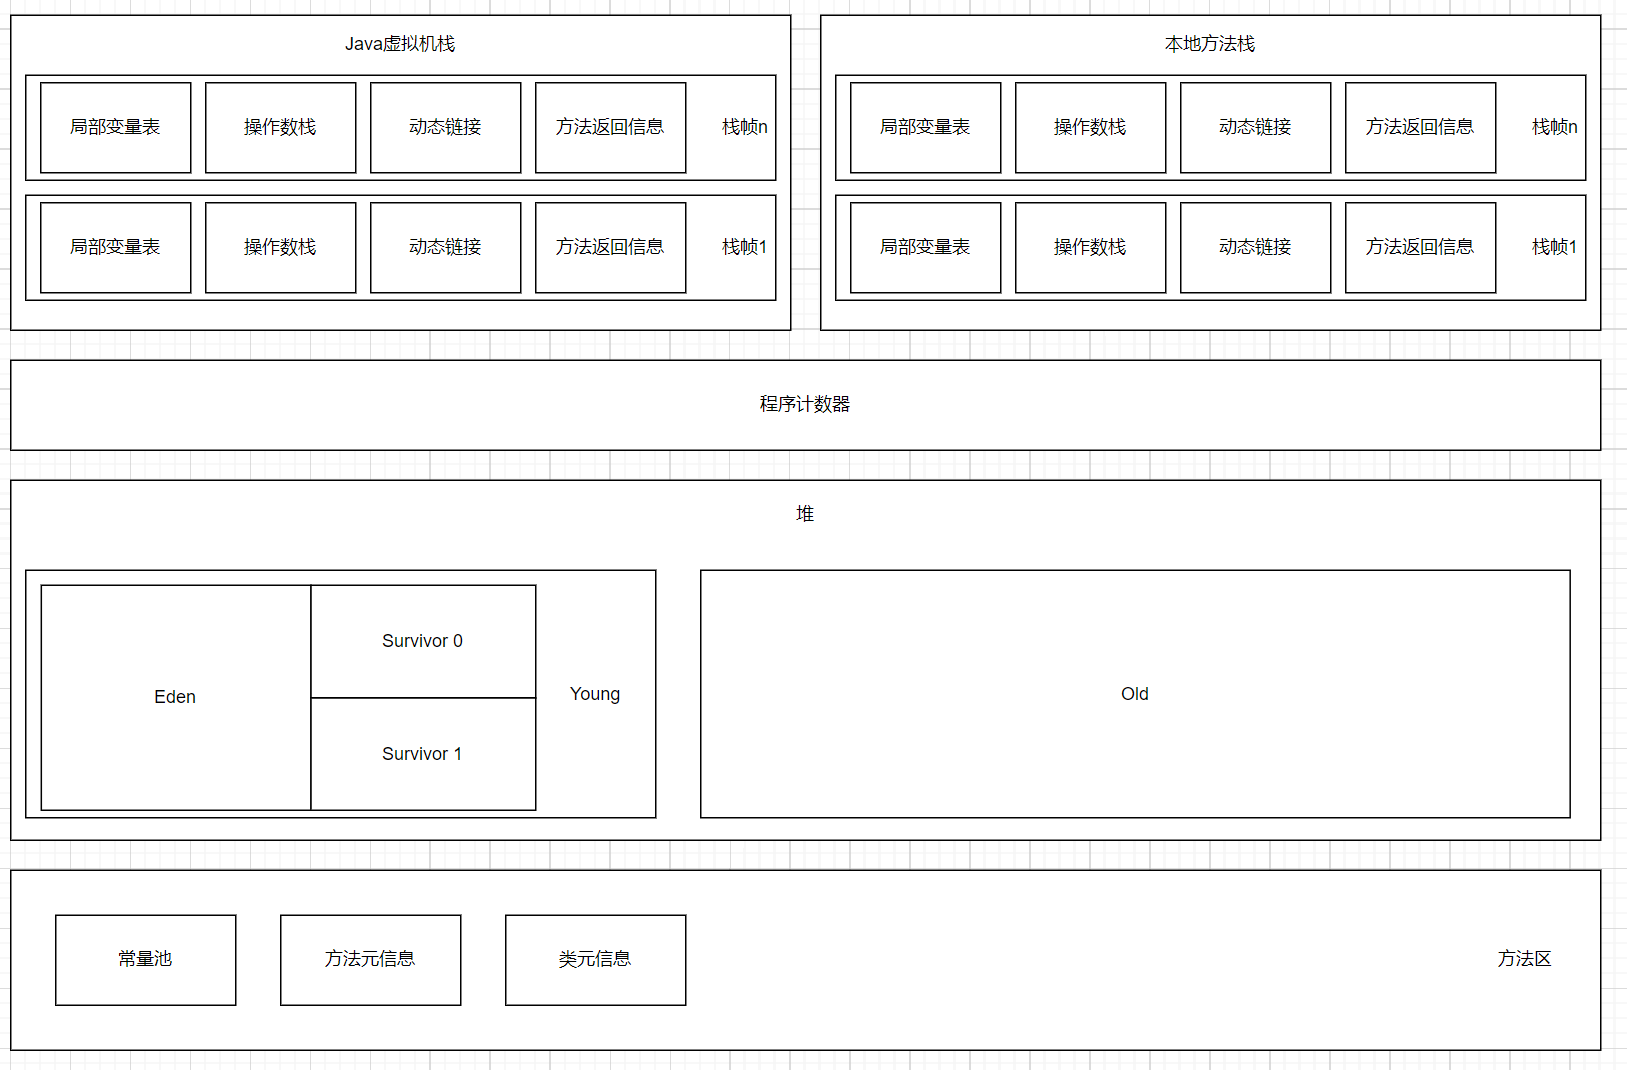 Java虚拟机栈
局部变量表
操作数栈
动态链接
方法返回信息
栈帧n
局部变量表
操作数栈
动态链接
方法返回信息
栈帧1
本地方法栈
局部变量表
操作数栈
动态链接
方法返回信息
栈帧n
局部变量表
操作数栈
动态链接
方法返回信息
栈帧1
程序计数器
堆
Eden
Survivor 0
Survivor 1
Young
Old
常量池
方法元信息
类元信息
方法区